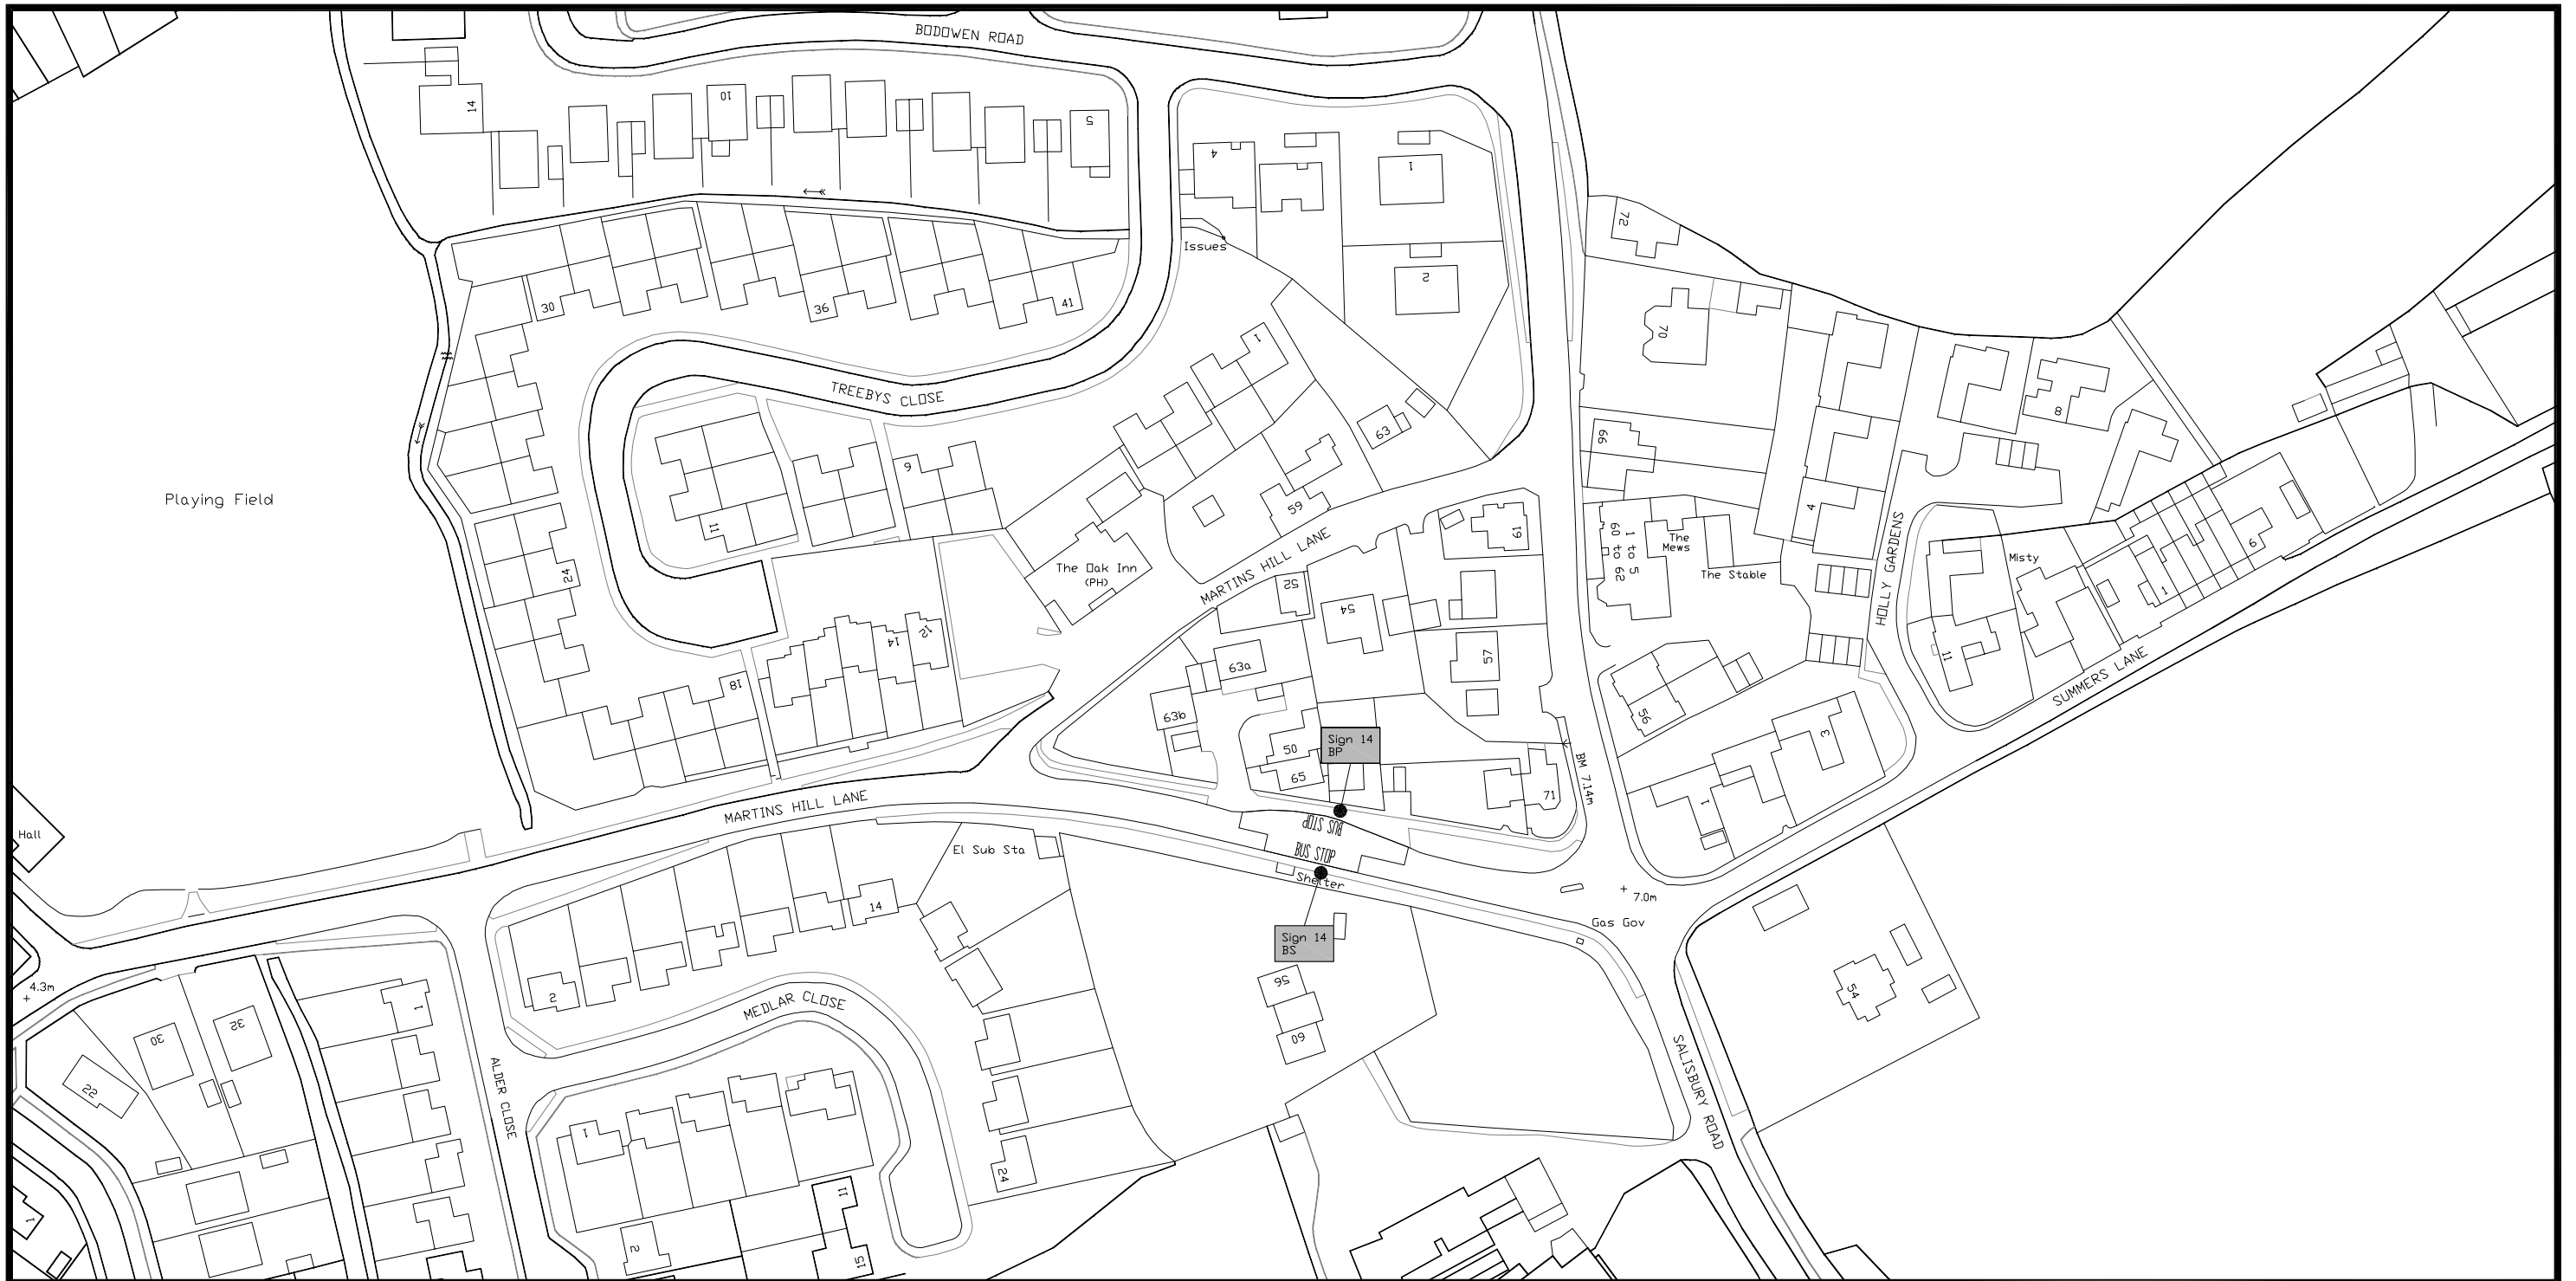 BODOWEN ROAD
14
10
5
4
1
72
Issues
2
30
36
41
70
1
TREEBYS CLOSE
63
8
66
9
Playing Field
59
61
4
11
1 to 5
60 to 62
The
Mews
HOLLY GARDENS
MARTINS HILL LANE
The Oak Inn
(PH)
The Stable
Misty
6
24
52
54
1
12
14
57
11
63a
18
SUMMERS LANE
63b
56
3
50
Sign 14
BP
65
BM 7.14m
71
1
MARTINS HILL LANE
BUS STOP
Hall
El Sub Sta
BUS STOP
Shelter
7.0m
14
Gas Gov
Sign 14
BS
4.3m
2
1
MEDLAR CLOSE
56
54
30
32
60
22
ALDER CLOSE
SALISBURY ROAD
1
24
11
1
2
15